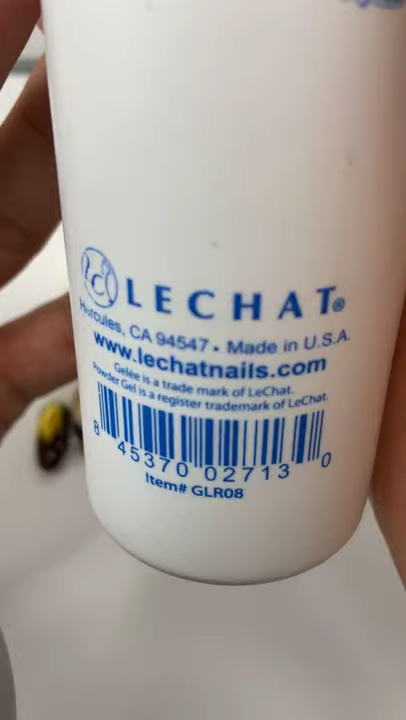 lcl LECHAT®
Hercules, CA 94547 • Made in U.S.A.
www.lechatnails.com
Gelée is a trade mark of LeChat.
Powder Gel is a register trademark of LeChat.
8 45370 02713 0
Item# GLR08